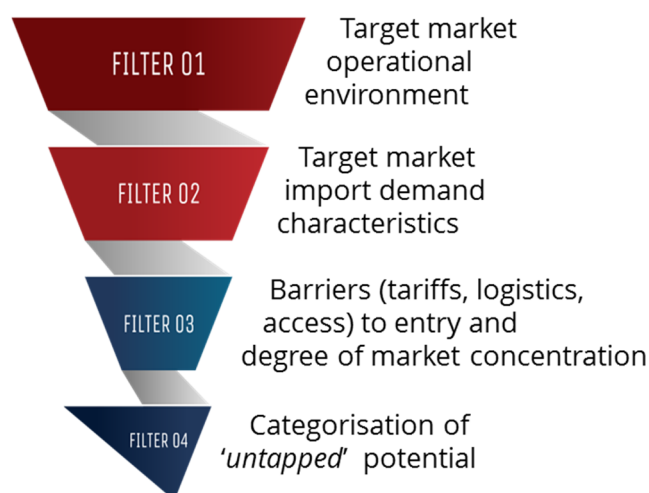 FILTER 01
Target market
operational
environment
FILTER 02
Target market
import demand
characteristics
FILTER 03
Barriers (tariffs, logistics,
access) to entry and
degree of market concentration
FILTER 04
Categorisation of
‘untapped’ potential